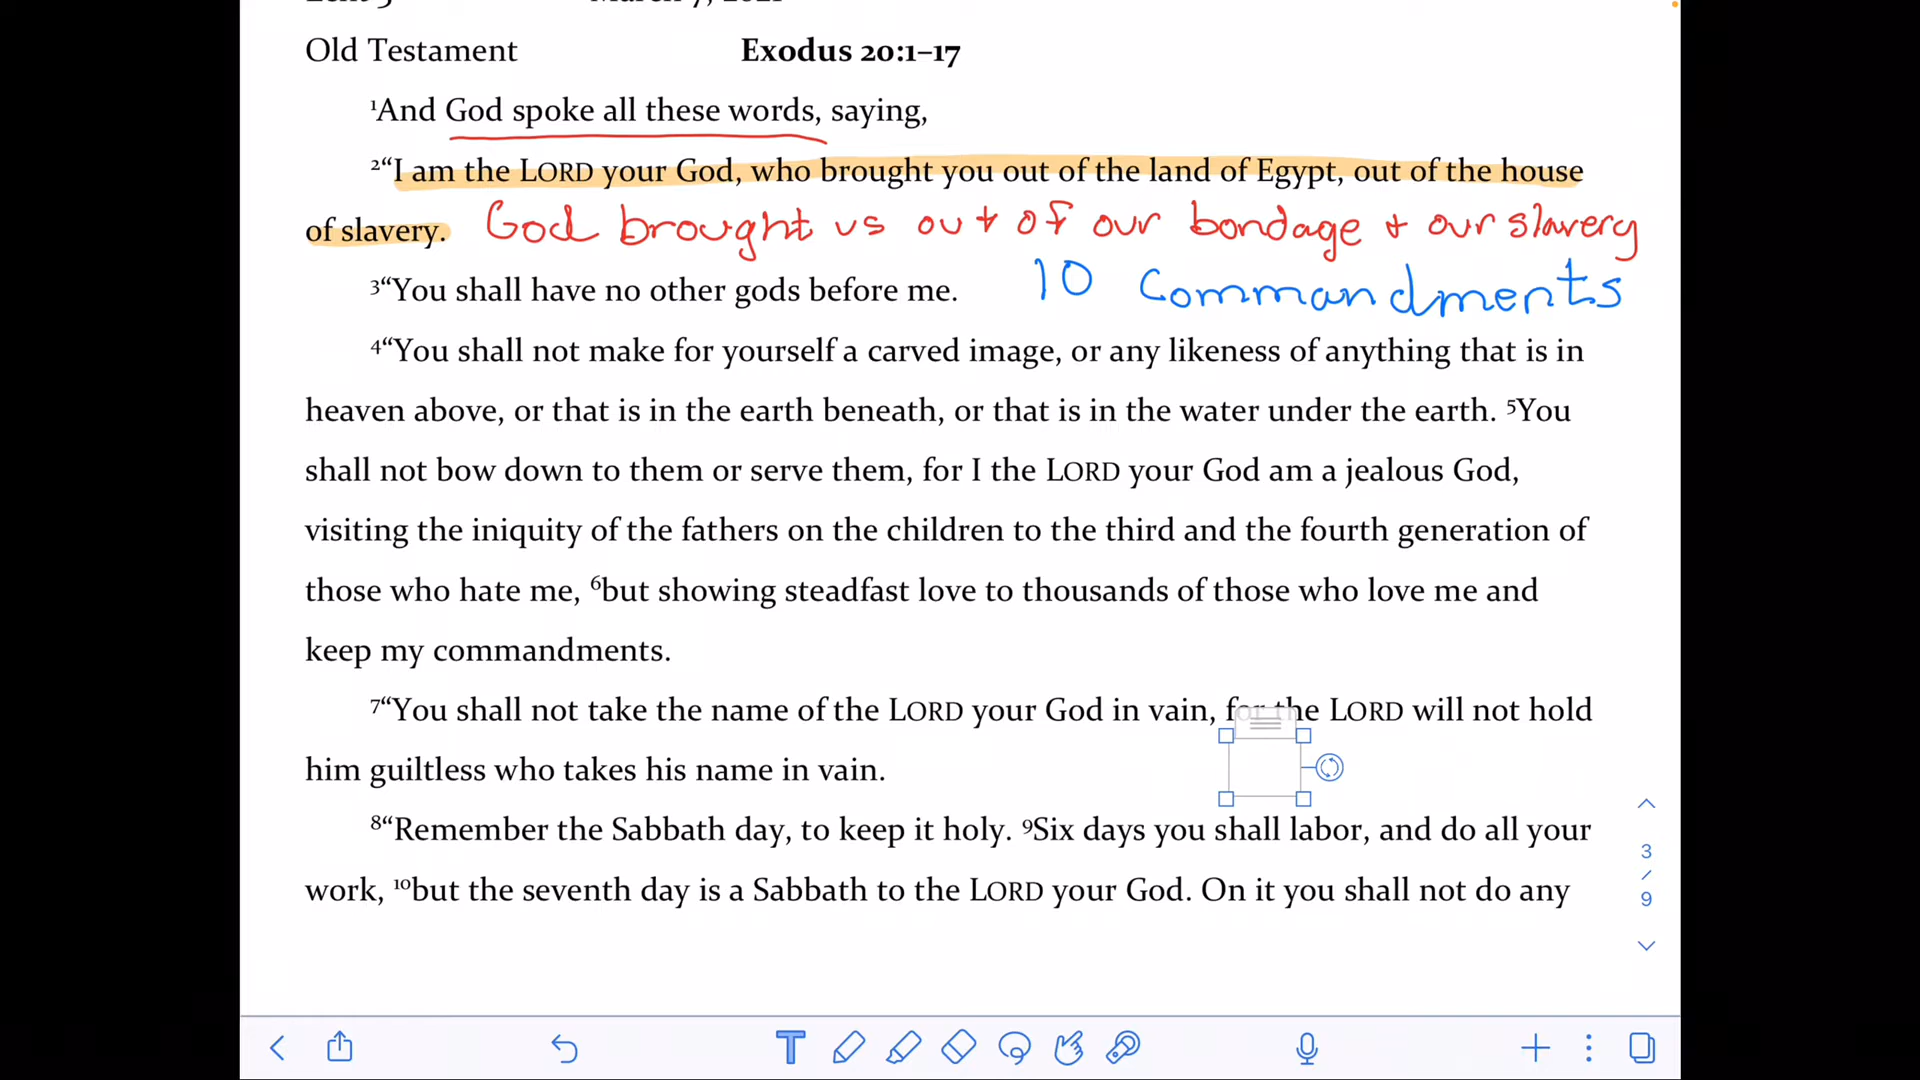 Old Testament Exodus 20:1–17
¹And God spoke all these words, saying,
²“I am the LORD your God, who brought you out of the land of Egypt, out of the house
of slavery. God brought us out of our bondage + our slavery
³“You shall have no other gods before me. 10 Commandments
⁴“You shall not make for yourself a carved image, or any likeness of anything that is in
heaven above, or that is in the earth beneath, or that is in the water under the earth. ⁵You
shall not bow down to them or serve them, for I the LORD your God am a jealous God,
visiting the iniquity of the fathers on the children to the third and the fourth generation of
those who hate me, ⁶but showing steadfast love to thousands of those who love me and
keep my commandments.
⁷“You shall not take the name of the LORD your God in vain, for the LORD will not hold
him guiltless who takes his name in vain.
⁸“Remember the Sabbath day, to keep it holy. ⁹Six days you shall labor, and do all your
work, ¹⁰but the seventh day is a Sabbath to the LORD your God. On it you shall not do any
3
/
9
T